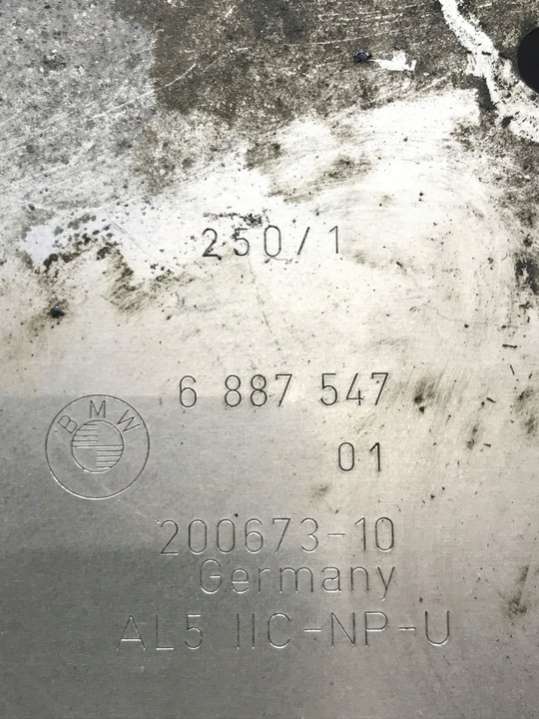 250/1
6 887 547
BMW
01
200673-10
Germany
AL5 IIC-NP-U